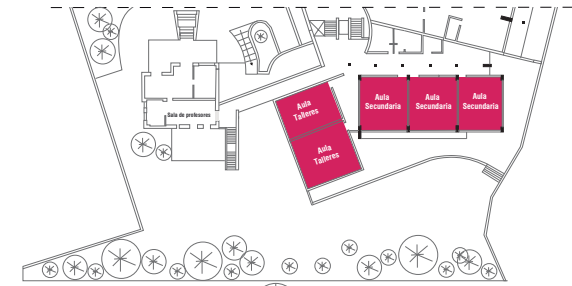 Sala de profesores
Aula
Talleres
Aula
Talleres
Aula
Secundaria
Aula
Secundaria
Aula
Secundaria